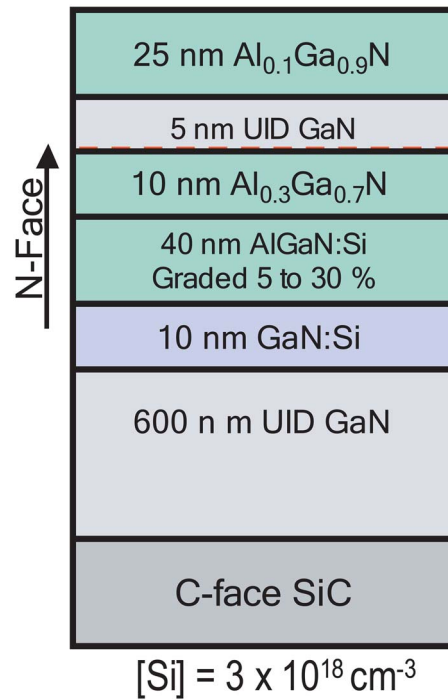 25 nm Al₀.₁Ga₀.₉N
5 nm UID GaN
10 nm Al₀.₃Ga₀.₇N
40 nm AlGaN:Si
Graded 5 to 30 %
10 nm GaN:Si
600 n m UID GaN
C-face SiC
N-Face
[Si] = 3 x 10¹⁸ cm⁻³